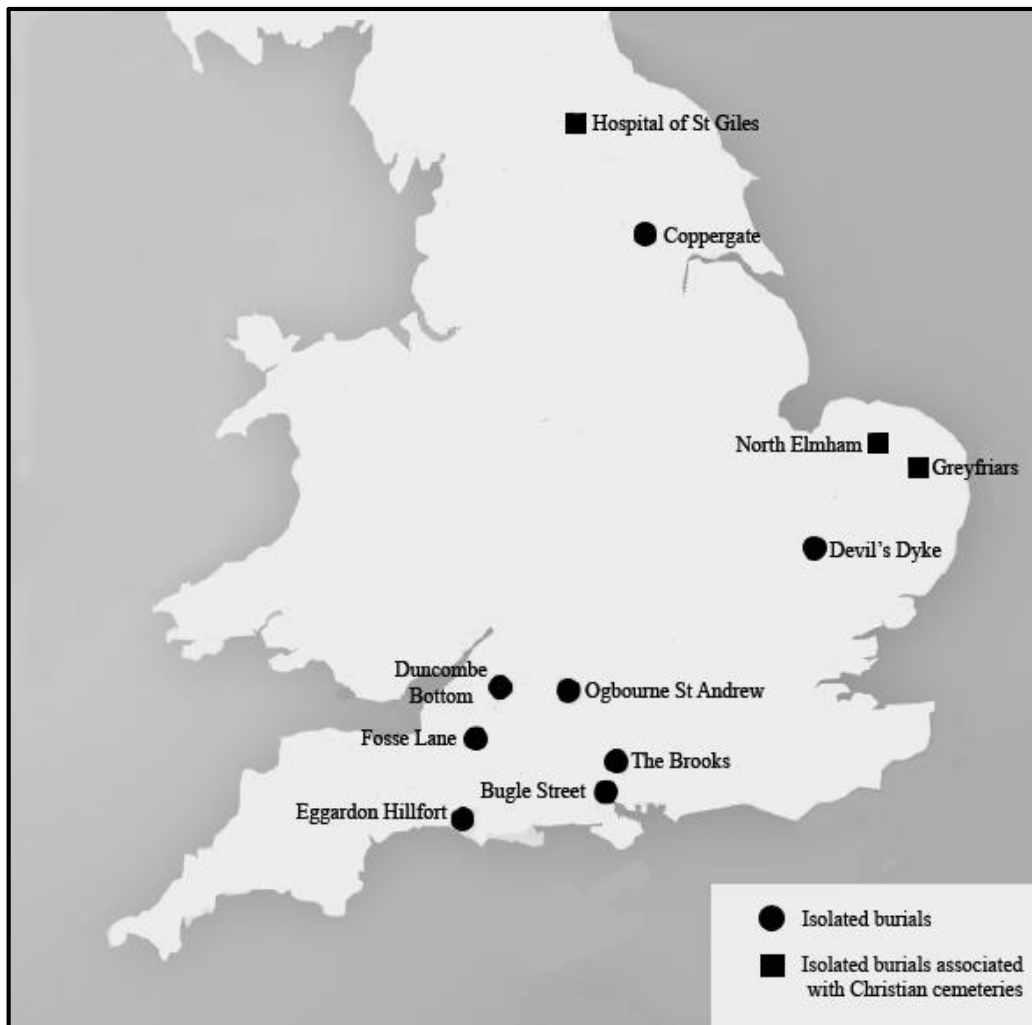 Hospital of St Giles
Coppergate
North Elmham
Greyfriars
Devil's Dyke
Duncombe
Bottom
Ogbourne St Andrew
Fosse Lane
The Brooks
Bugle Street
Eggardon Hillfort
Isolated burials
Isolated burials associated
with Christian cemeteries